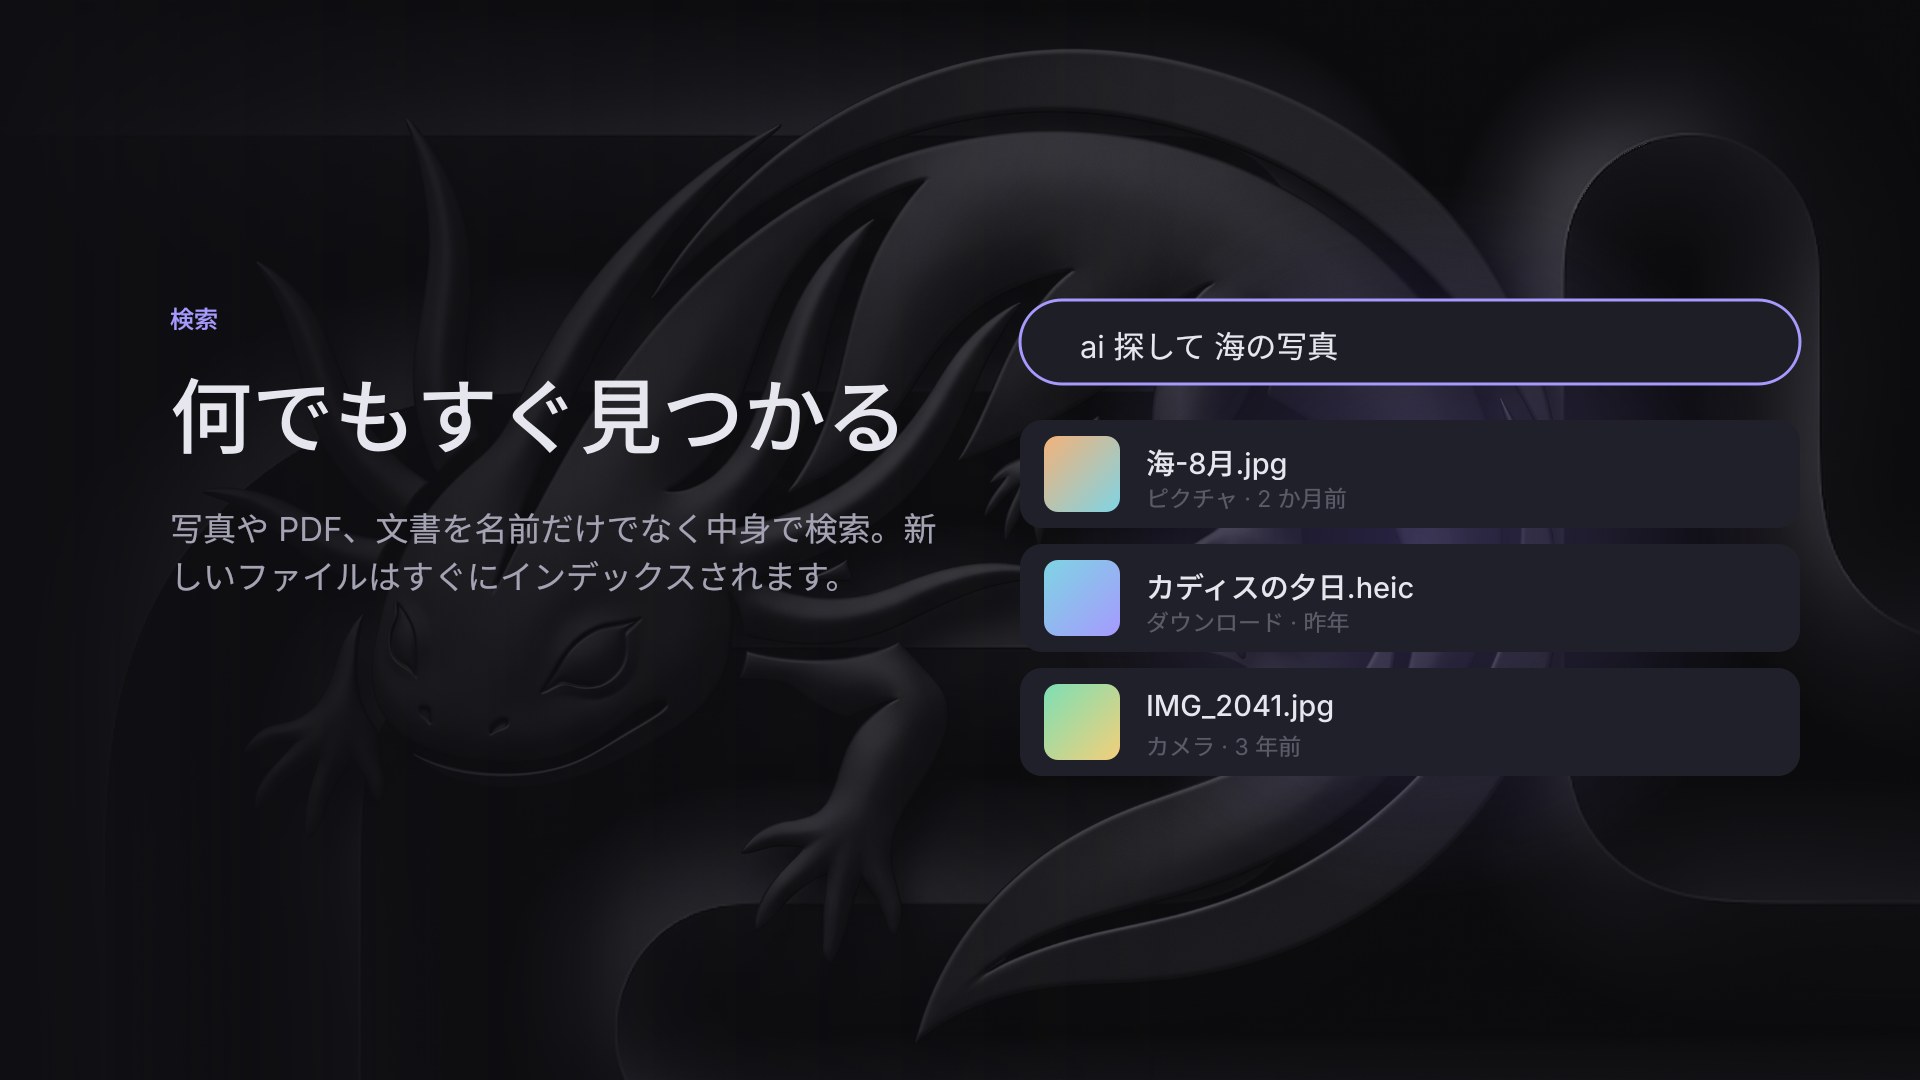 検索
何でもすぐ見つかる
写真や PDF、文書を名前だけでなく中身で検索。新
しいファイルはすぐにインデックスされます。
ai 探して 海の写真
海-8月.jpg
ピクチャ · 2 か月前
カディスの夕日.heic
ダウンロード · 昨年
IMG_2041.jpg
カメラ · 3 年前